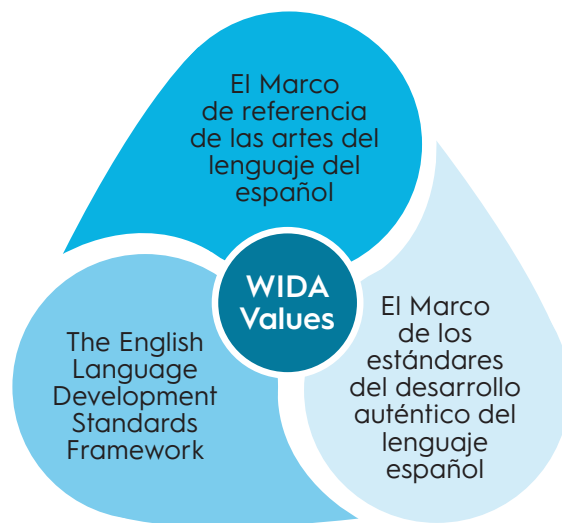 El Marco
de referencia
de las artes del
lenguaje del
español
WIDA
Values
The English
Language
Development
Standards
Framework
El Marco
de los
estándares
del desarrollo
auténtico del
lenguaje
español